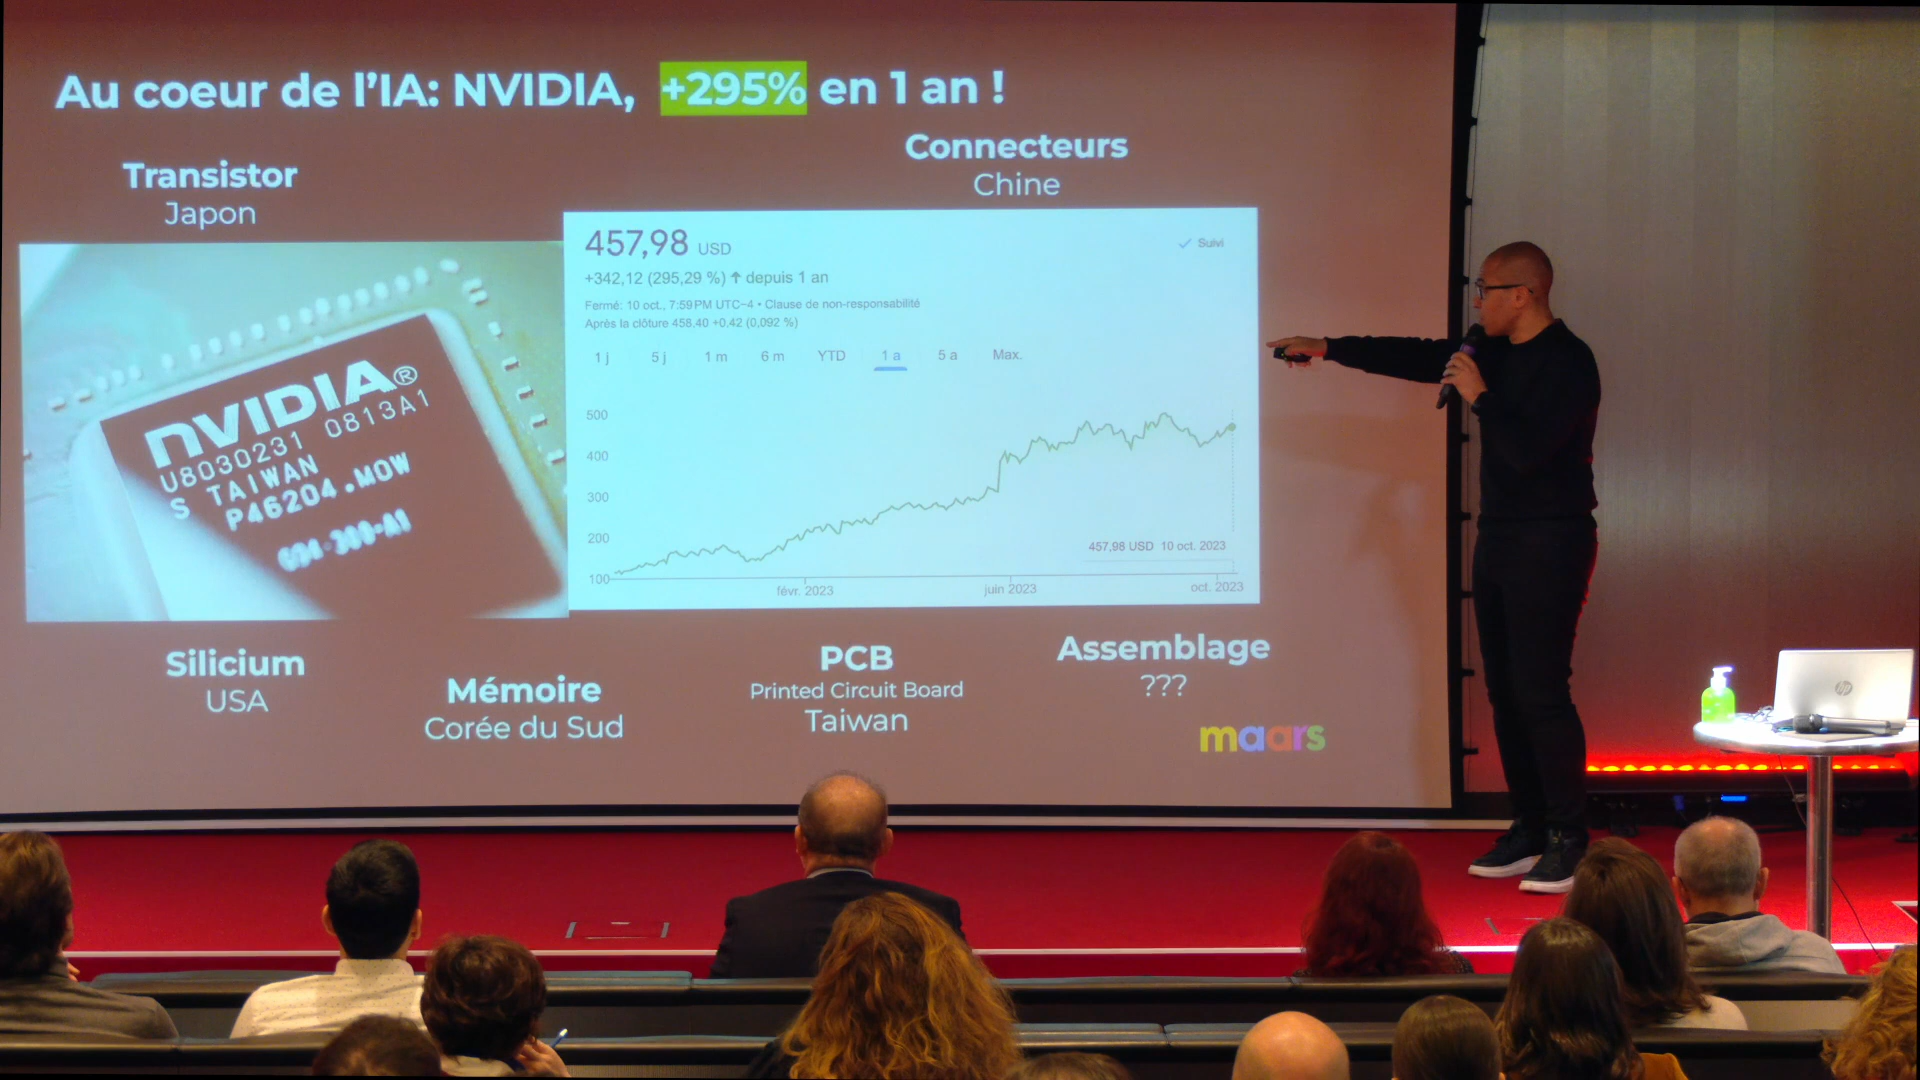 Au coeur de l'IA: NVIDIA, +295% en 1 an !
Transistor
Japon
Connecteurs
Chine
nVIDIA®
U8030231 0813A1
S TAIWAN
P46204.MOW
457,98 USD
Suivi
+342,12 (295,29 %) ↑ depuis 1 an
Fermé: 10 oct., 7:59 PM UTC−4 • Clause de non-responsabilité
Après la clôture 458,40 +0,42 (0,092 %)
1 j 5 j 1 m 6 m YTD 1 a 5 a Max.
500
400
300
200
100
457,98 USD 10 oct. 2023
févr. 2023 juin 2023 oct. 2023
Silicium
USA
Mémoire
Corée du Sud
PCB
Printed Circuit Board
Taiwan
Assemblage
???
maars
hp